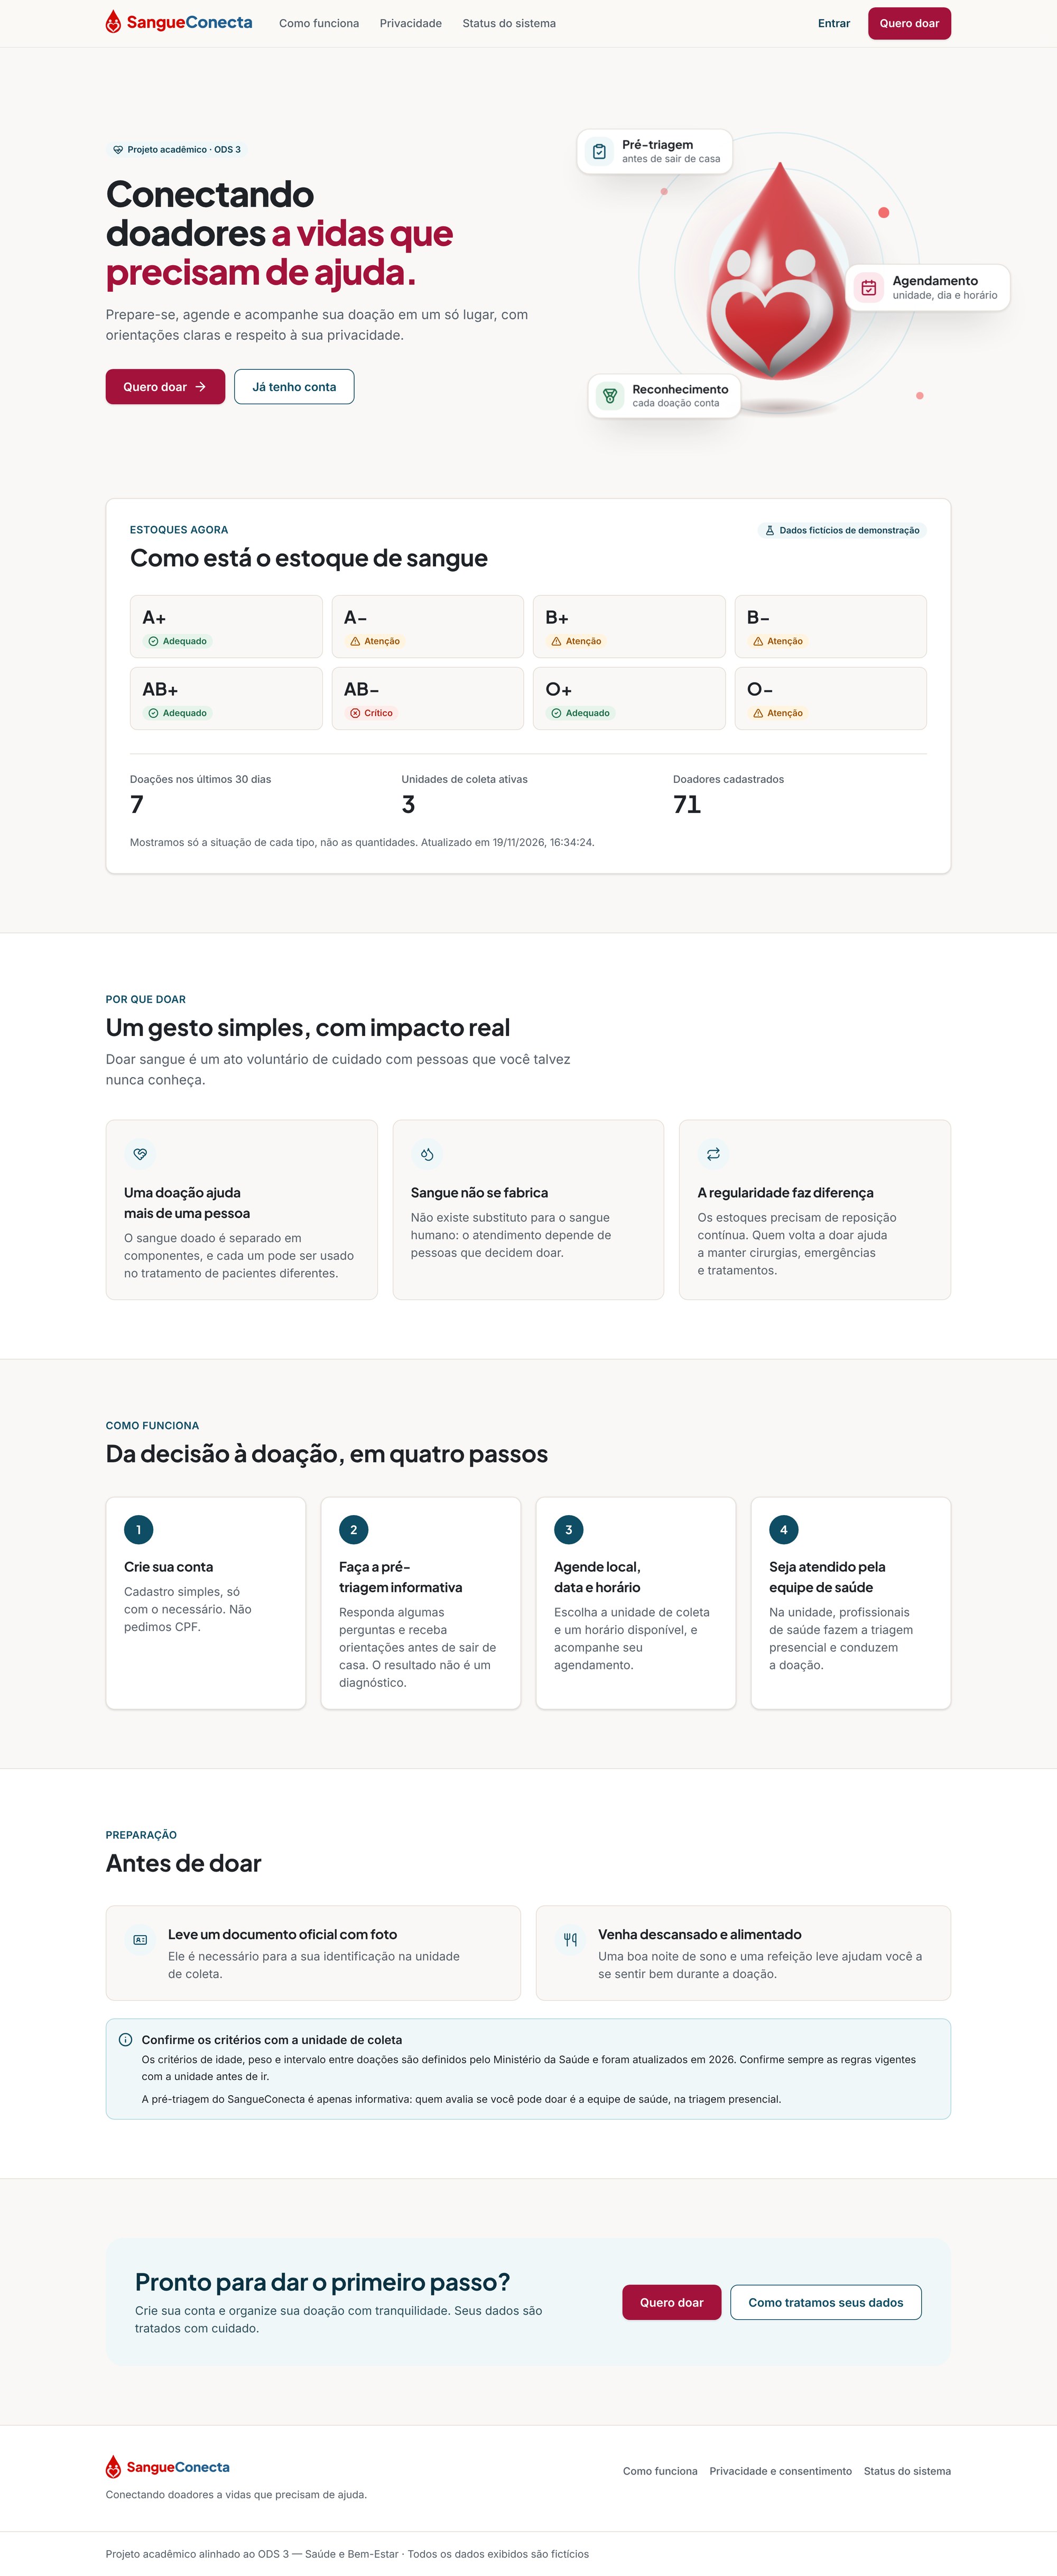 SangueConecta
Como funciona
Privacidade
Status do sistema
Entrar
Quero doar
Projeto acadêmico · ODS 3
Conectando
doadores a vidas que
precisam de ajuda.
Prepare-se, agende e acompanhe sua doação em um só lugar, com
orientações claras e respeito à sua privacidade.
Quero doar
Já tenho conta
Pré-triagem
antes de sair de casa
Agendamento
unidade, dia e horário
Reconhecimento
cada doação conta
ESTOQUES AGORA
Dados fictícios de demonstração
Como está o estoque de sangue
A+
Adequado
A-
Atenção
B+
Atenção
B-
Atenção
AB+
Adequado
AB-
Crítico
O+
Adequado
O-
Atenção
Doações nos últimos 30 dias
7
Unidades de coleta ativas
3
Doadores cadastrados
71
Mostramos só a situação de cada tipo, não as quantidades. Atualizado em 19/11/2026, 16:34:24.
POR QUE DOAR
Um gesto simples, com impacto real
Doar sangue é um ato voluntário de cuidado com pessoas que você talvez
nunca conheça.
Uma doação ajuda
mais de uma pessoa
O sangue doado é separado em
componentes, e cada um pode ser usado
no tratamento de pacientes diferentes.
Sangue não se fabrica
Não existe substituto para o sangue
humano: o atendimento depende de
pessoas que decidem doar.
A regularidade faz diferença
Os estoques precisam de reposição
contínua. Quem volta a doar ajuda
a manter cirurgias, emergências
e tratamentos.
COMO FUNCIONA
Da decisão à doação, em quatro passos
1
Crie sua conta
Cadastro simples, só
com o necessário. Não
pedimos CPF.
2
Faça a pré-
triagem informativa
Responda algumas
perguntas e receba
orientações antes de sair de
casa. O resultado não é um
diagnóstico.
3
Agende local,
data e horário
Escolha a unidade de coleta
e um horário disponível, e
acompanhe seu
agendamento.
4
Seja atendido pela
equipe de saúde
Na unidade, profissionais
de saúde fazem a triagem
presencial e conduzem
a doação.
PREPARAÇÃO
Antes de doar
Leve um documento oficial com foto
Ele é necessário para a sua identificação na unidade
de coleta.
Venha descansado e alimentado
Uma boa noite de sono e uma refeição leve ajudam você a
se sentir bem durante a doação.
Confirme os critérios com a unidade de coleta
Os critérios de idade, peso e intervalo entre doações são definidos pelo Ministério da Saúde e foram atualizados em 2026. Confirme sempre as regras vigentes
com a unidade antes de ir.
A pré-triagem do SangueConecta é apenas informativa: quem avalia se você pode doar é a equipe de saúde, na triagem presencial.
Pronto para dar o primeiro passo?
Crie sua conta e organize sua doação com tranquilidade. Seus dados são
tratados com cuidado.
Quero doar
Como tratamos seus dados
SangueConecta
Conectando doadores a vidas que precisam de ajuda.
Como funciona
Privacidade e consentimento
Status do sistema
Projeto acadêmico alinhado ao ODS 3 — Saúde e Bem-Estar · Todos os dados exibidos são fictícios